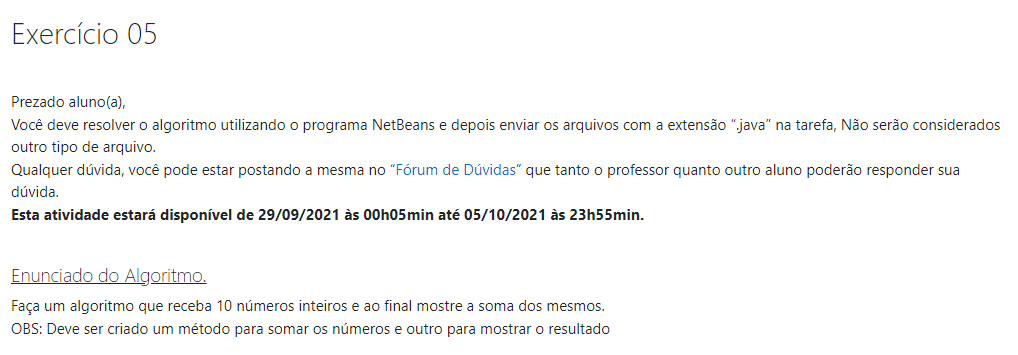 Exercício 05
Prezado aluno(a),
Você deve resolver o algoritmo utilizando o programa NetBeans e depois enviar os arquivos com a extensão “.java” na tarefa, Não serão considerados
outro tipo de arquivo.
Qualquer dúvida, você pode estar postando a mesma no “Fórum de Dúvidas” que tanto o professor quanto outro aluno poderão responder sua
dúvida.
Esta atividade estará disponível de 29/09/2021 às 00h05min até 05/10/2021 às 23h55min.
Enunciado do Algoritmo.
Faça um algoritmo que receba 10 números inteiros e ao final mostre a soma dos mesmos.
OBS: Deve ser criado um método para somar os números e outro para mostrar o resultado